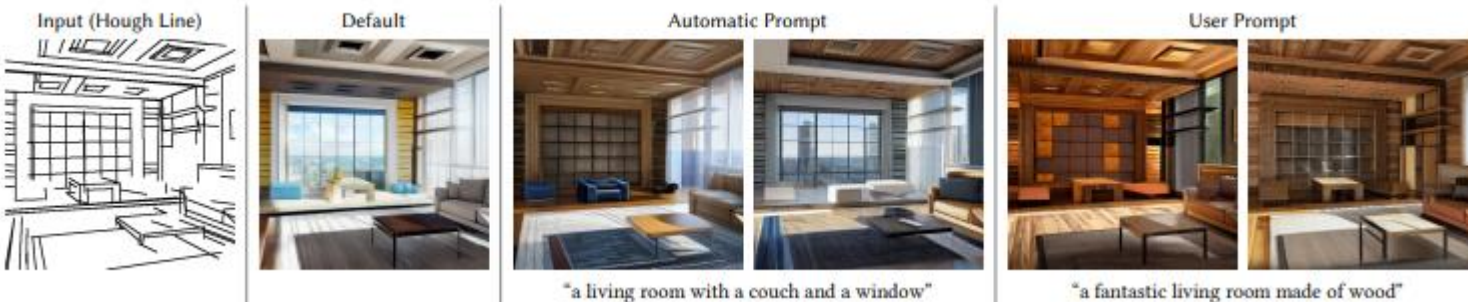 Input (Hough Line)
Default
Automatic Prompt
User Prompt
“a living room with a couch and a window”
“a fantastic living room made of wood”